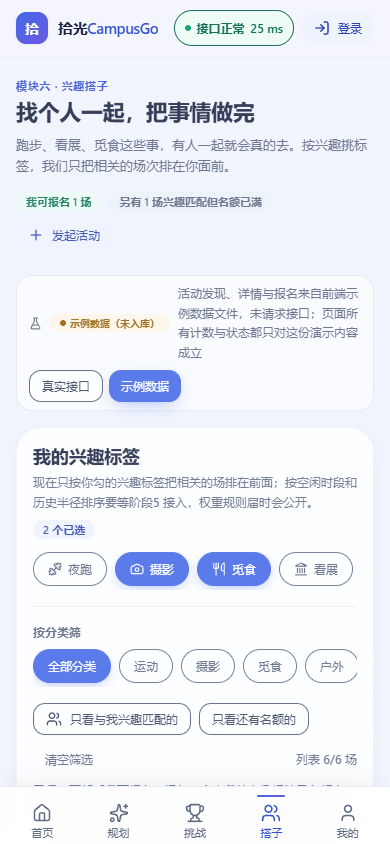 拾 拾光CampusGo 接口正常 25 ms 登录
模块六 · 兴趣搭子
找个人一起，把事情做完
跑步、看展、觅食这些事，有人一起就会真的去。按兴趣挑标
签，我们只把相关的场次排在你面前。
我可报名 1 场 另有 1 场兴趣匹配但名额已满
发起活动
示例数据（未入库）
活动发现、详情与报名来自前端示
例数据文件，未请求接口；页面所
有计数与状态都只对这份演示内容
成立
真实接口 示例数据
我的兴趣标签
现在只按你勾的兴趣标签把相关的场排在前面；按空闲时段和
历史半径排序要等阶段5 接入，权重规则届时会公开。
2 个已选
夜跑 摄影 觅食 看展
按分类筛
全部分类 运动 摄影 觅食 户外
只看与我兴趣匹配的 只看还有名额的
清空筛选 列表 6/6 场
首页 规划 挑战 搭子 我的